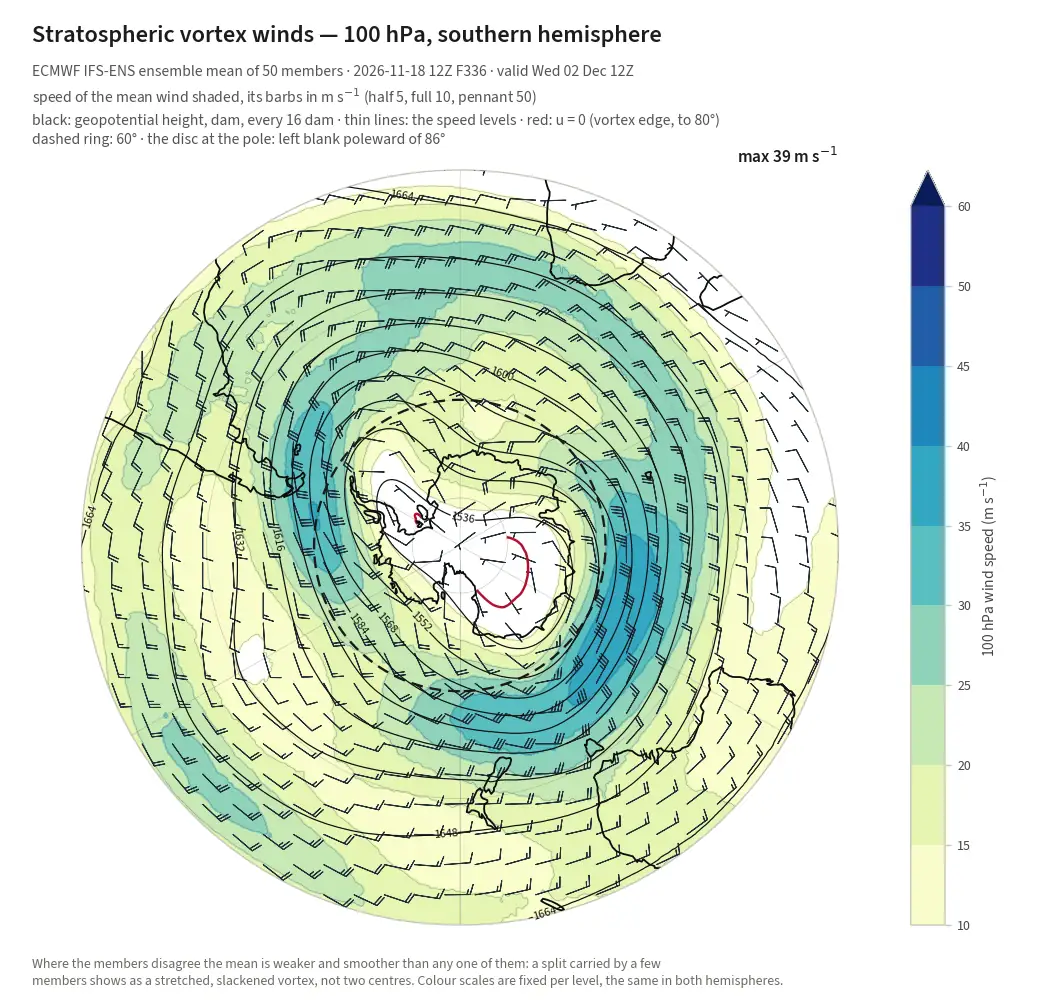 Stratospheric vortex winds — 100 hPa, southern hemisphere
ECMWF IFS-ENS ensemble mean of 50 members · 2026-11-18 12Z F336 · valid Wed 02 Dec 12Z
speed of the mean wind shaded, its barbs in m s⁻¹ (half 5, full 10, pennant 50)
black: geopotential height, dam, every 16 dam · thin lines: the speed levels · red: u = 0 (vortex edge, to 80°)
dashed ring: 60° · the disc at the pole: left blank poleward of 86°
max 39 m s⁻¹
1664
1600
1536
1664
1632
1616
1584
1568
1552
1648
1664
60
50
45
40
35
30
25
20
15
10
100 hPa wind speed (m s⁻¹)
Where the members disagree the mean is weaker and smoother than any one of them: a split carried by a few
members shows as a stretched, slackened vortex, not two centres. Colour scales are fixed per level, the same in both hemispheres.